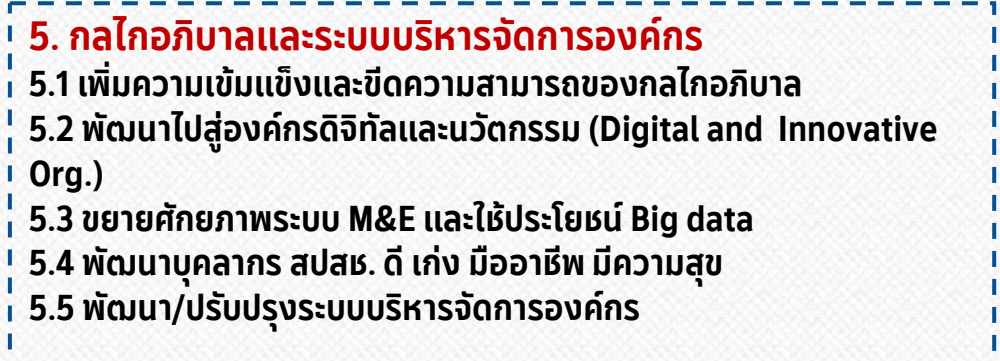 5. กลไกอภิบาลและระบบบริหารจัดการองค์กร
5.1 เพิ่มความเข้มแข็งและขีดความสามารถของกลไกอภิบาล
5.2 พัฒนาไปสู่องค์กรดิจิทัลและนวัตกรรม (Digital and Innovative
Org.)
5.3 ขยายศักยภาพระบบ M&E และใช้ประโยชน์ Big data
5.4 พัฒนาบุคลากร สปสช. ดี เก่ง มืออาชีพ มีความสุข
5.5 พัฒนา/ปรับปรุงระบบบริหารจัดการองค์กร